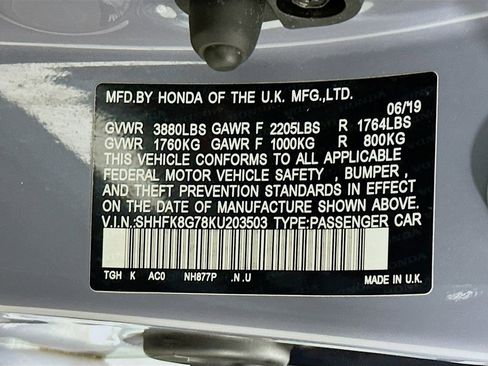 MFD.BY HONDA OF THE U.K. MFG.,LTD.
06/19
GVWR 3880LBS GAWR F 2205LBS R 1764LBS
GVWR 1760KG GAWR F 1000KG R 800KG
THIS VEHICLE CONFORMS TO ALL APPLICABLE
FEDERAL MOTOR VEHICLE SAFETY , BUMPER ,
AND THEFT PREVENTION STANDARDS IN EFFECT
ON THE DATE OF MANUFACTURE SHOWN ABOVE.
V.I.N.:SHHFK8G78KU203503 TYPE:PASSENGER CAR
TGH K AC0 NH877P .N.U MADE IN U.K.